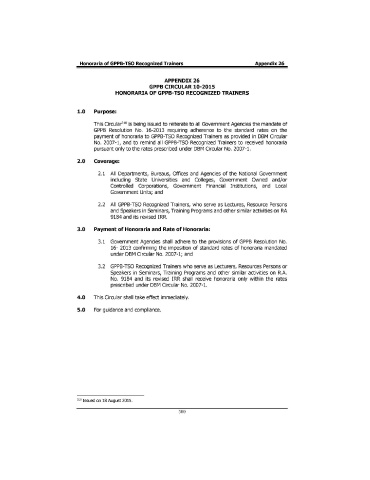 Honoraria of GPPB-TSO Recognized Trainers Appendix 26
APPENDIX 26
GPPB CIRCULAR 10-2015
HONORARIA OF GPPB-TSO RECOGNIZED TRAINERS
1.0 Purpose:
This Circular is being issued to reiterate to all Government Agencies the mandate of
GPPB Resolution No. 16-2013 requiring adherence to the standard rates on the
payment of honoraria to GPPB-TSO Recognized Trainers as provided in DBM Circular
No. 2007-1, and to remind all GPPB-TSO Recognized Trainers to received honoraria
pursuant only to the rates prescribed under DBM Circular No. 2007-1.
2.0 Coverage:
2.1 All Departments, Bureaus, Offices and Agencies of the National Government
including State Universities and Colleges, Government Owned and/or
Controlled Corporations, Government Financial Institutions, and Local
Government Units; and
2.2 All GPPB-TSO Recognized Trainers, who serve as Lectures, Resource Persons
and Speakers in Seminars, Training Programs and other similar activities on RA
9184 and its revised IRR.
3.0 Payment of Honoraria and Rate of Honoraria:
3.1 Government Agencies shall adhere to the provisions of GPPB Resolution No.
16- 2013 confirming the imposition of standard rates of honoraria mandated
under DBM Circular No. 2007-1; and
3.2 GPPB-TSO Recognized Trainers who serve as Lecturers, Resources Persons or
Speakers in Seminars, Training Programs and other similar activities on R.A.
No. 9184 and its revised IRR shall receive honoraria only within the rates
prescribed under DBM Circular No. 2007-1.
4.0 This Circular shall take effect immediately.
5.0 For guidance and compliance.
Issued on 18 August 2015.